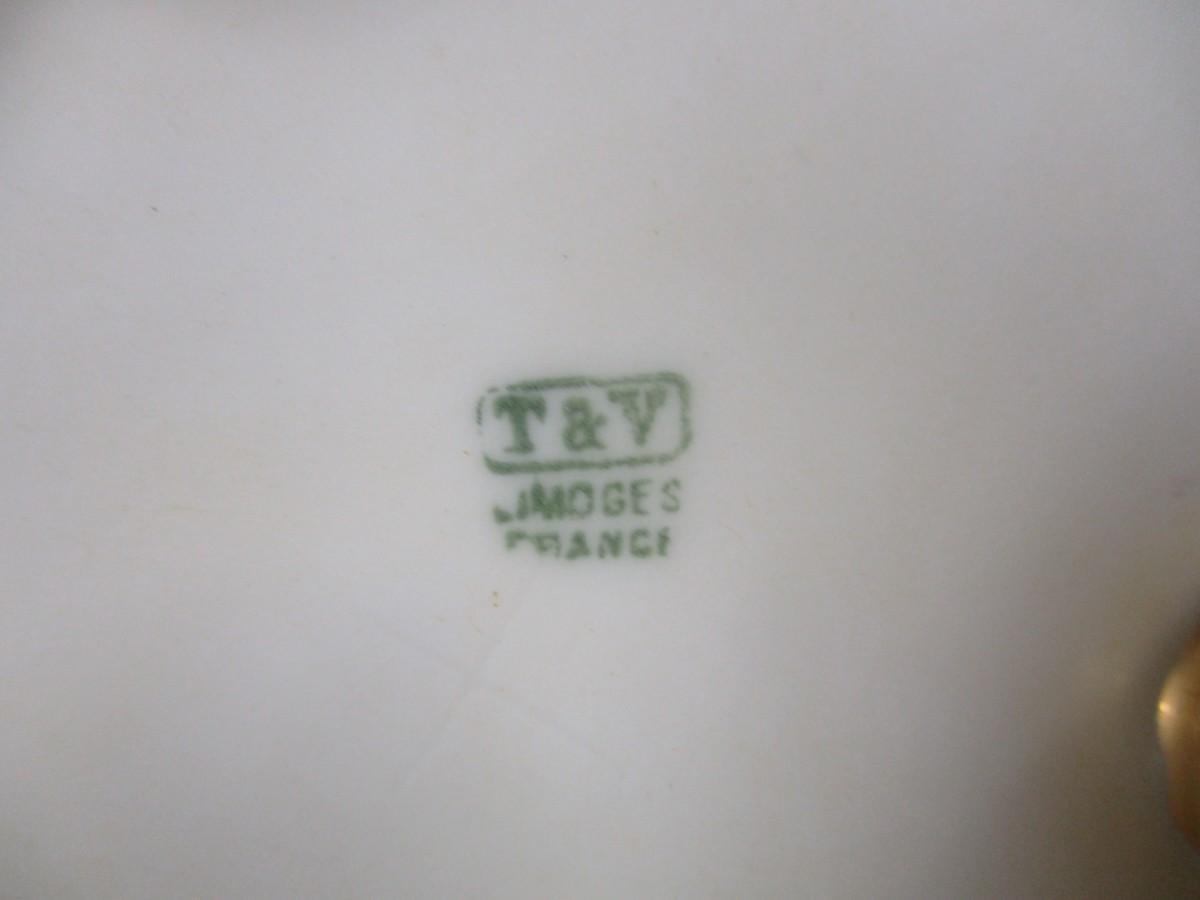 T & V
LIMOGES
FRANCE